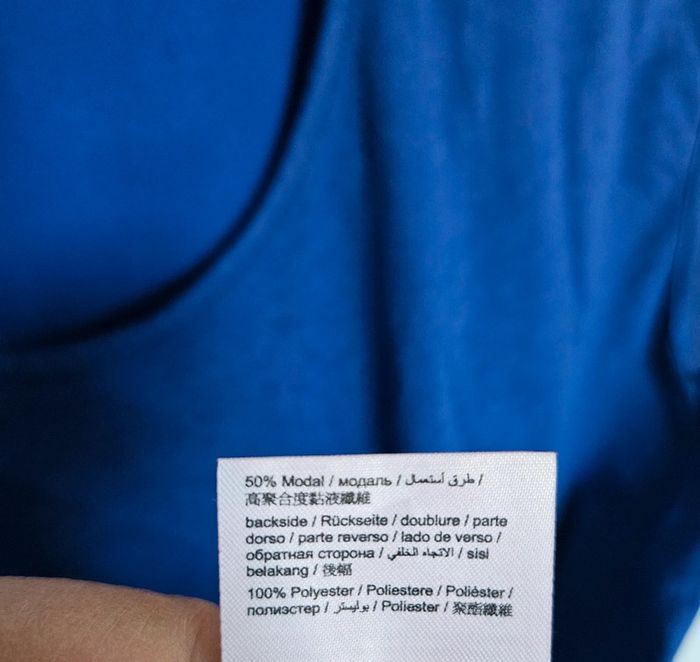 50% Modal / модаль / طرق أستعمال /
高聚合度黏液纖維
backside / Rückseite / doublure / parte
dorso / parte reverso / lado de verso /
обратная сторона / الاتجاه الخلفي / sisi
belakang / 後幅
100% Polyester / Poliestere / Polièster /
полиэстер / بوليستر / Poliester / 聚酯纖維